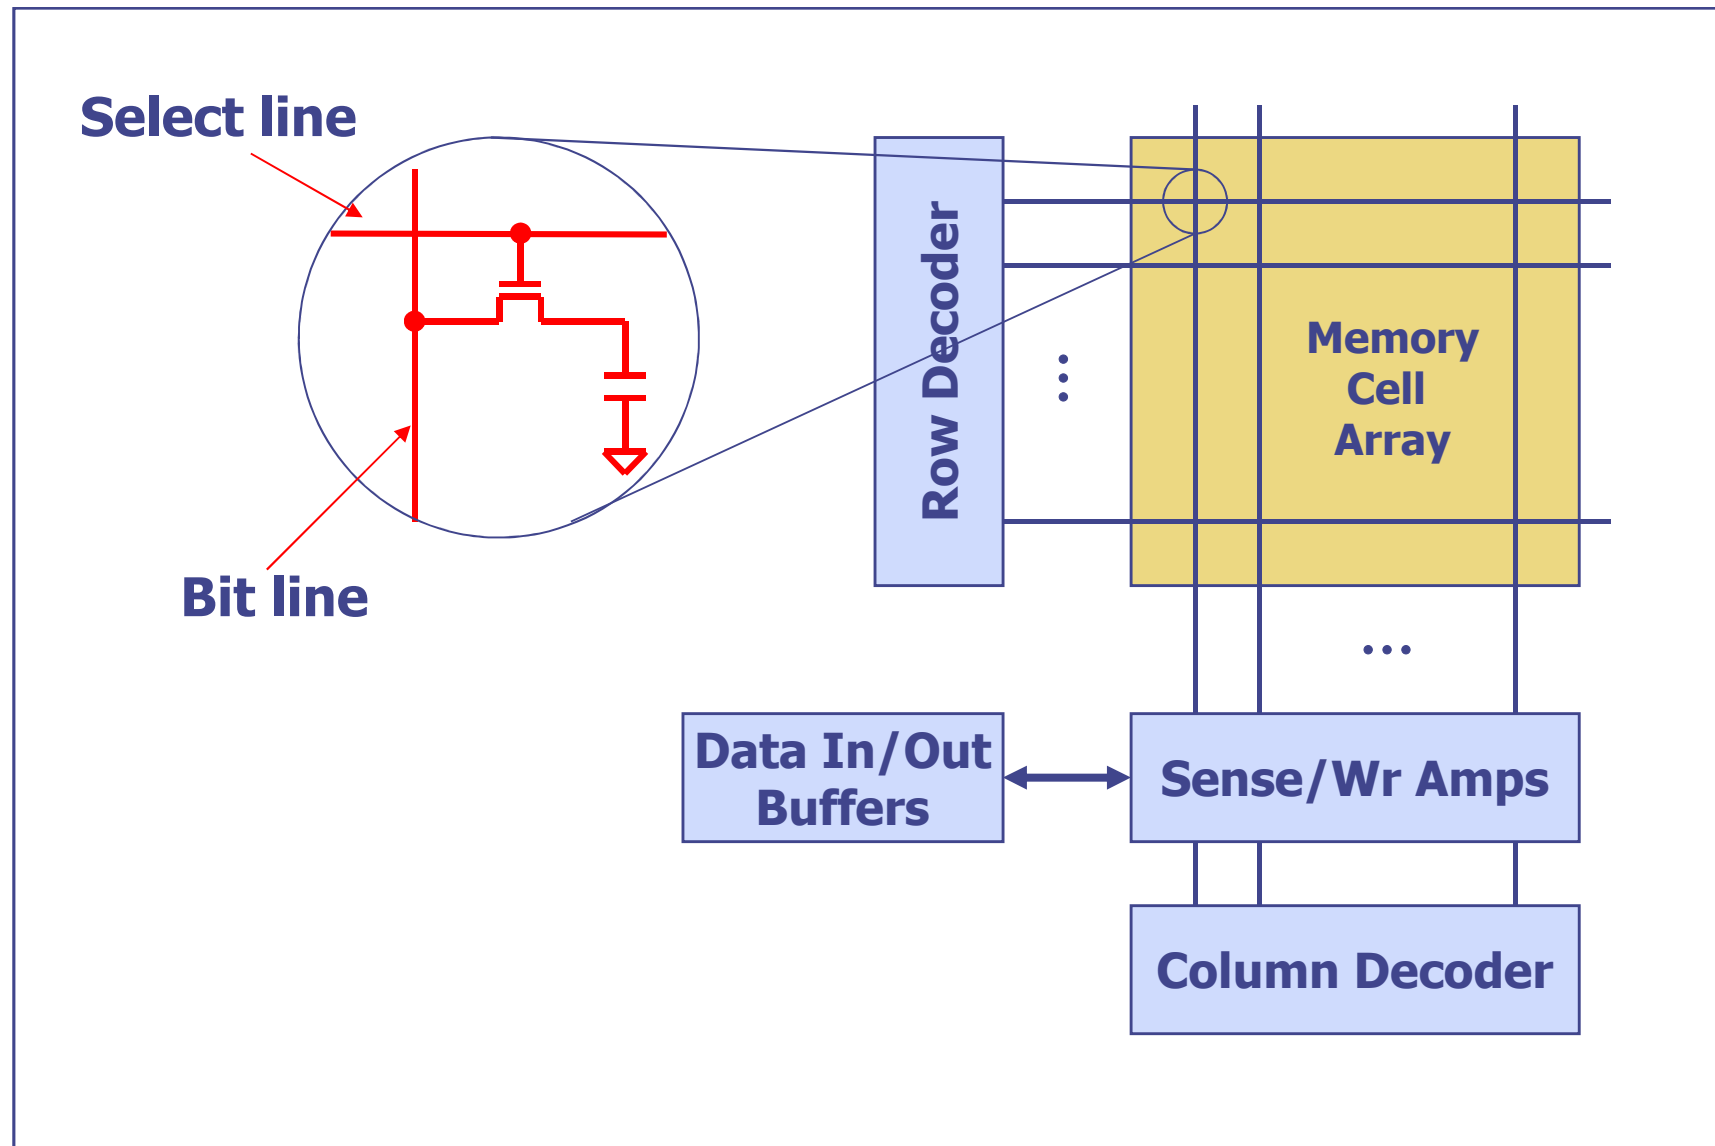 Select line
Bit line
Row Decoder
Memory
Cell
Array
...
...
Data In/Out
Buffers
Sense/Wr Amps
Column Decoder